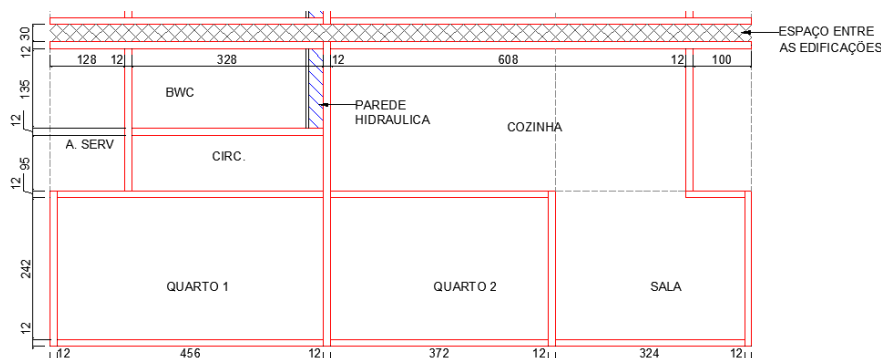 30
ESPAÇO ENTRE
AS EDIFICAÇÕES
12
128 12 328 12 608 12 100
135
BWC
PAREDE
HIDRAULICA
12
COZINHA
A. SERV
CIRC.
95
12
242
QUARTO 1
QUARTO 2
SALA
12
12 456 12 372 12 324 12